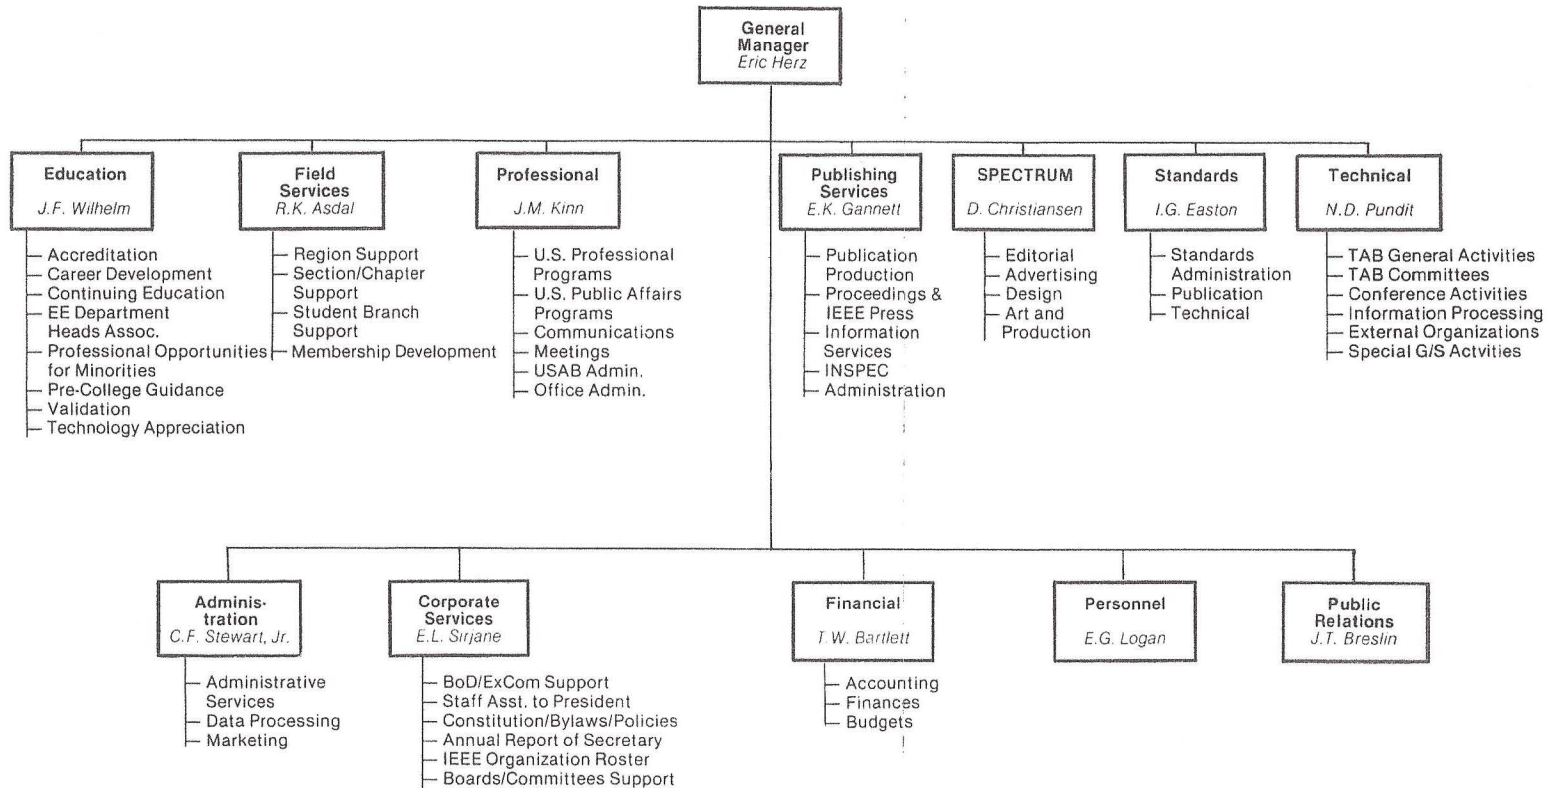 General
Manager
Eric Herz
Education
J.F. Wilhelm
Accreditation
Career Development
Continuing Education
EE Department
Heads Assoc.
Professional Opportunities
for Minorities
Pre-College Guidance
Validation
Technology Appreciation
Field
Services
R.K. Asdal
Region Support
Section/Chapter
Support
Student Branch
Support
Membership Development
Professional
J.M. Kinn
U.S. Professional
Programs
U.S. Public Affairs
Programs
Communications
Meetings
USAB Admin.
Office Admin.
Publishing
Services
E.K. Gannett
Publication
Production
Proceedings &
IEEE Press
Information
Services
INSPEC
Administration
SPECTRUM
D. Christiansen
Editorial
Advertising
Design
Art and
Production
Standards
I.G. Easton
Standards
Administration
Publication
Technical
Technical
N.D. Pundit
TAB General Activities
TAB Committees
Conference Activities
Information Processing
External Organizations
Special G/S Actvities
Adminis-
tration
C.F. Stewart, Jr.
Administrative
Services
Data Processing
Marketing
Corporate
Services
E.L. Sirjane
BoD/ExCom Support
Staff Asst. to President
Constitution/Bylaws/Policies
Annual Report of Secretary
IEEE Organization Roster
Boards/Committees Support
Financial
T.W. Bartlett
Accounting
Finances
Budgets
Personnel
E.G. Logan
Public
Relations
J.T. Breslin